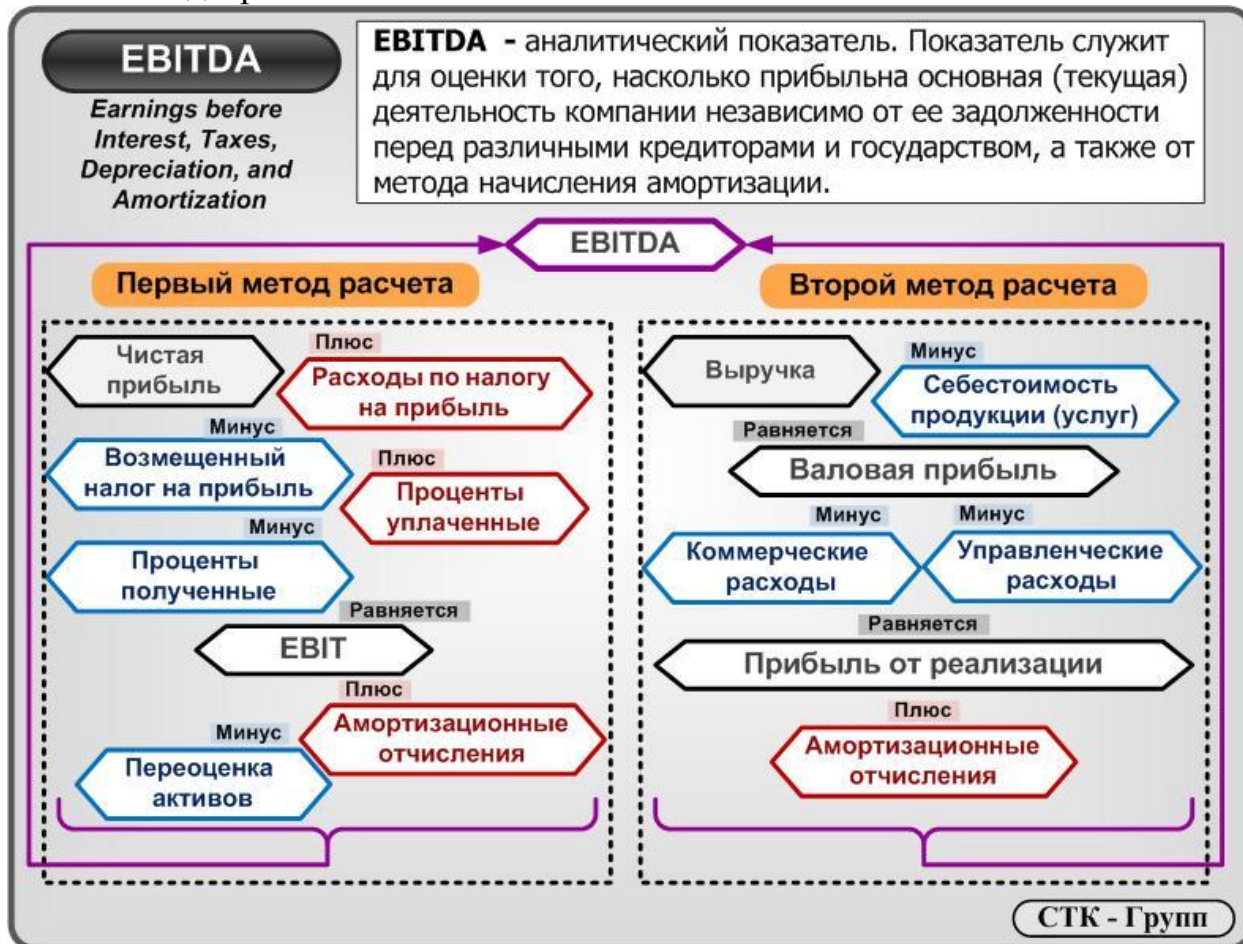 EBITDA
Earnings before
Interest, Taxes,
Depreciation, and
Amortization
EBITDA - аналитический показатель. Показатель служит
для оценки того, насколько прибыльна основная (текущая)
деятельность компании независимо от ее задолженности
перед различными кредиторами и государством, а также от
метода начисления амортизации.
EBITDA
Первый метод расчета
Чистая
прибыль
Плюс
Расходы по налогу
на прибыль
Минус
Возмещенный
налог на прибыль
Плюс
Проценты
уплаченные
Минус
Проценты
полученные
Равняется
EBIT
Плюс
Амортизационные
отчисления
Минус
Переоценка
активов
Второй метод расчета
Выручка
Минус
Себестоимость
продукции (услуг)
Равняется
Валовая прибыль
Минус
Коммерческие
расходы
Минус
Управленческие
расходы
Равняется
Прибыль от реализации
Плюс
Амортизационные
отчисления
СТК - Групп